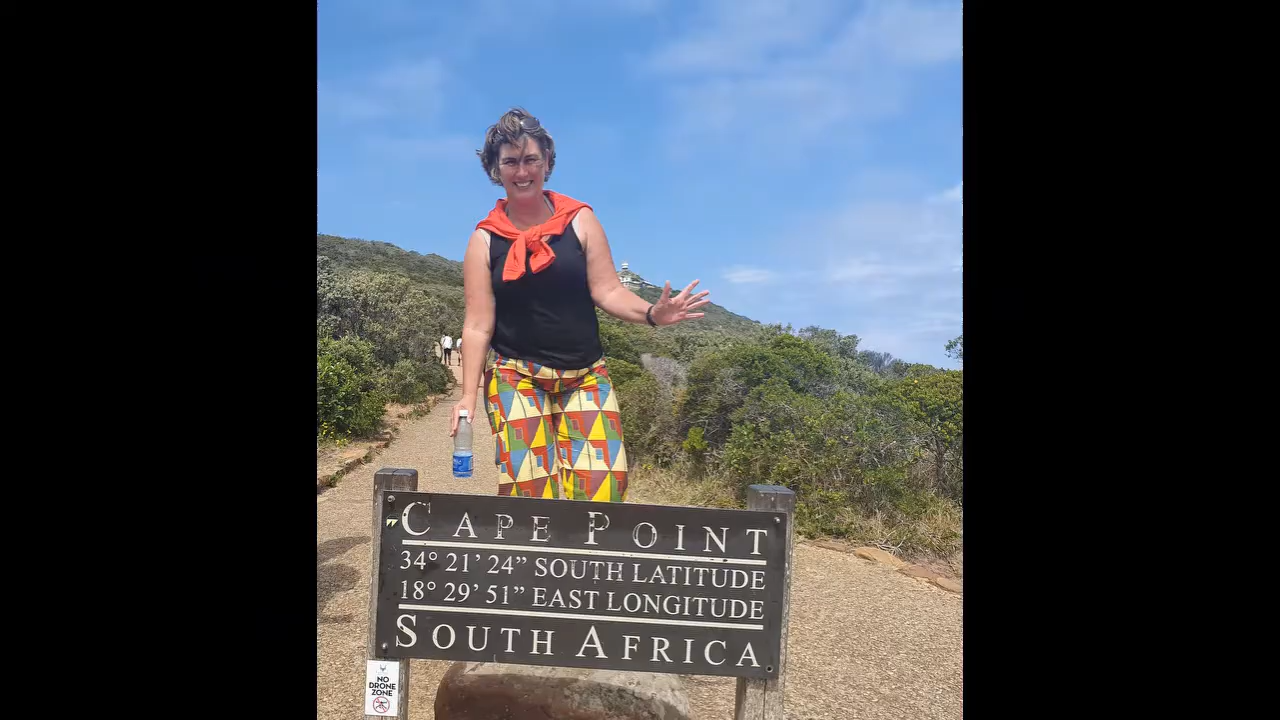 CAPE POINT
34° 21' 24" SOUTH LATITUDE
18° 29' 51" EAST LONGITUDE
SOUTH AFRICA
NO
DRONE
ZONE